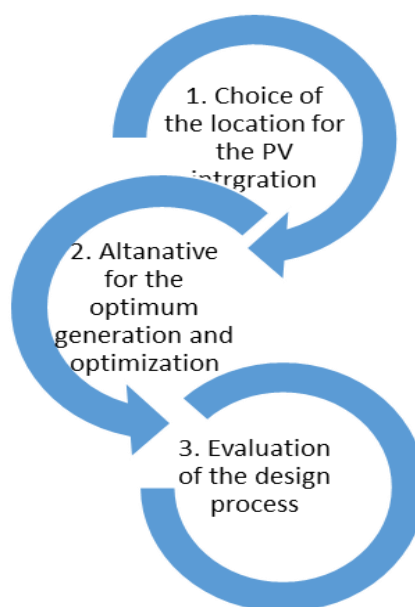 1. Choice of
the location for
the PV
intrgration
2. Altanative
for the
optimum
generation and
optimization
3. Evaluation
of the design
process